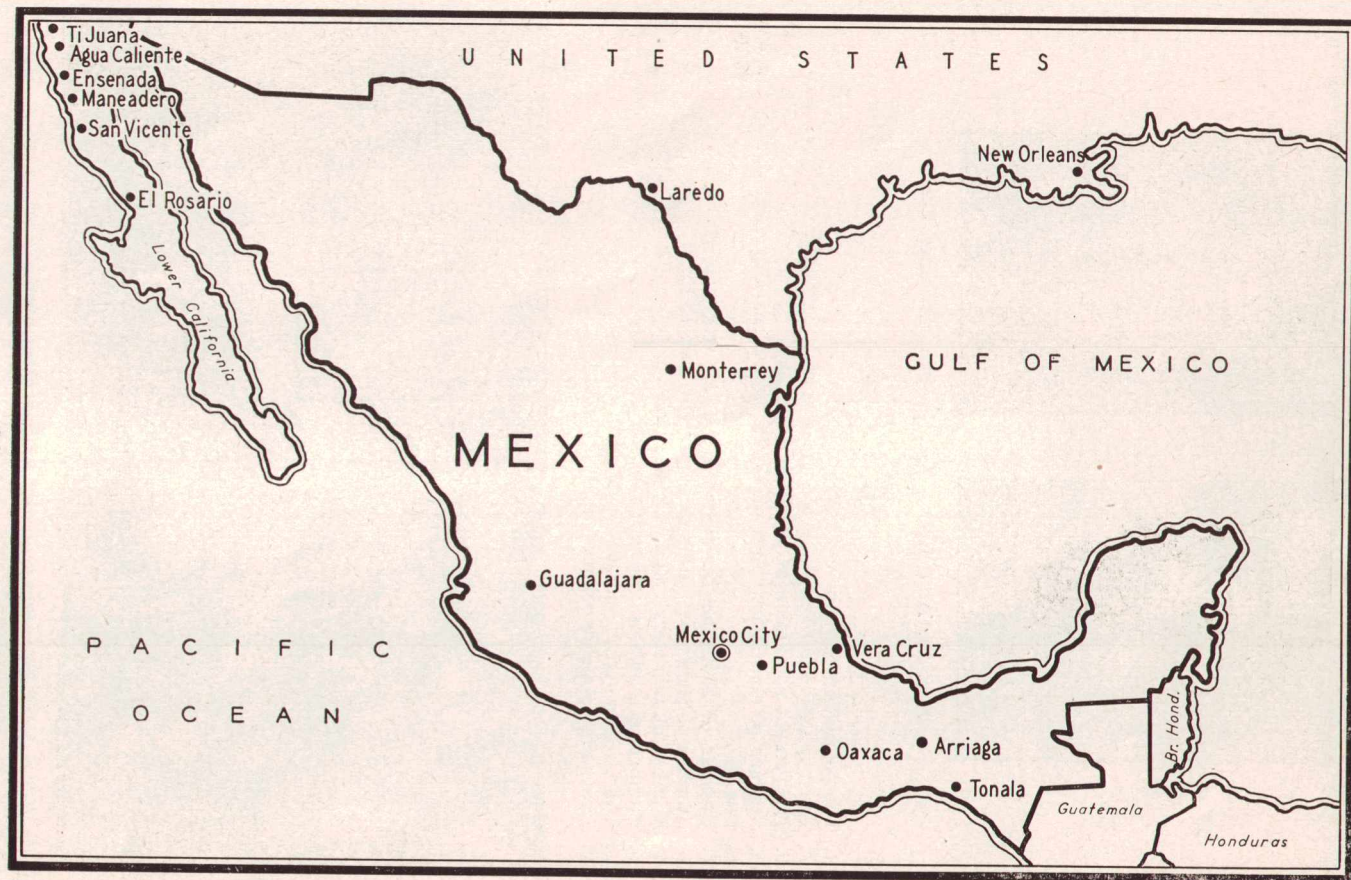 UNITED STATES
Ti Juana
Agua Caliente
Ensenada
Maneadero
San Vicente
El Rosario
Lower California
Laredo
New Orleans
Monterrey
GULF OF MEXICO
MEXICO
Guadalajara
PACIFIC
OCEAN
Mexico City
Puebla
Vera Cruz
Oaxaca
Arriaga
Tonala
Br. Hond.
Guatemala
Honduras